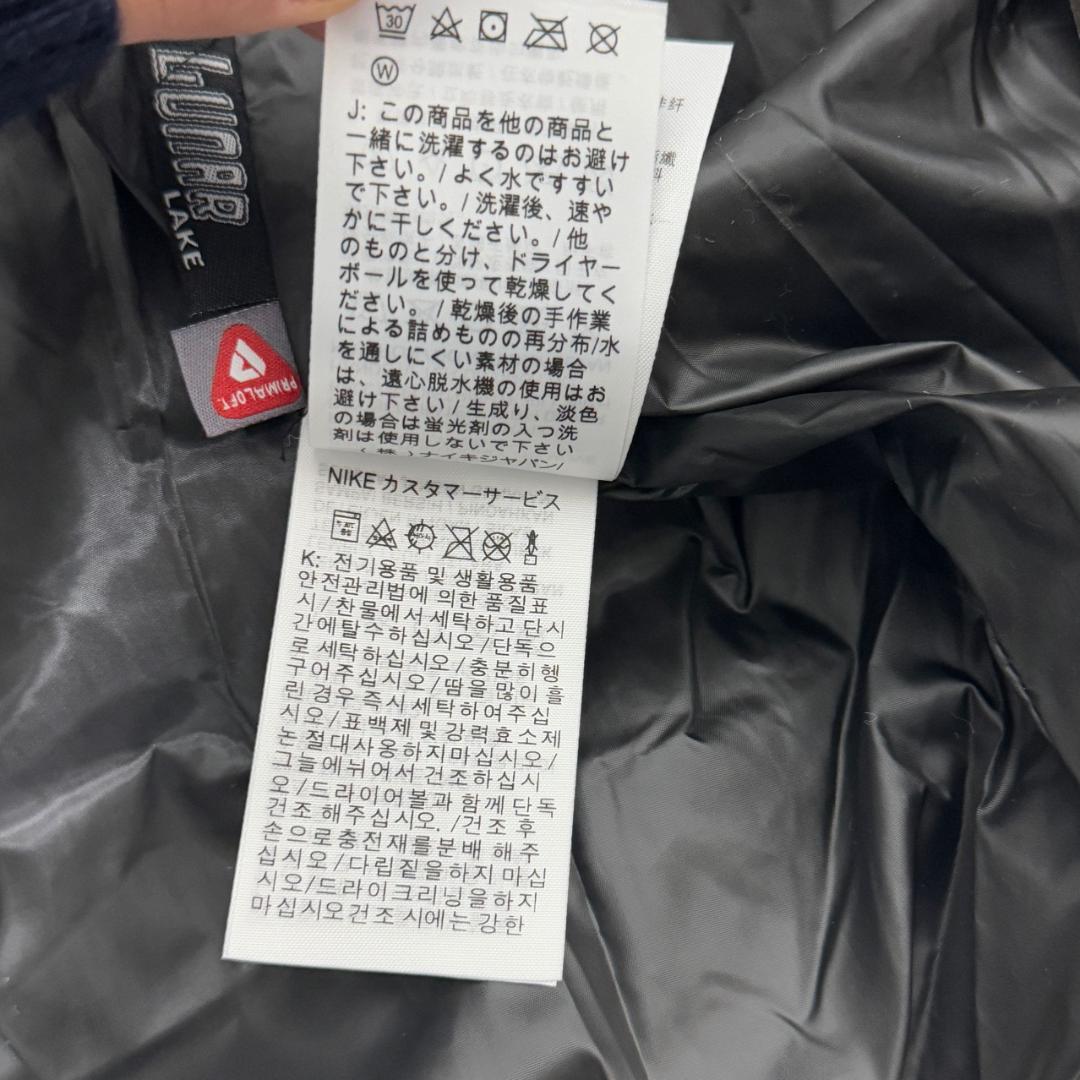 LUNAR
LAKE
PRIMALOFT
30
W
J: この商品を他の商品と
一緒に洗濯するのはお避け
下さい。/よく水ですすい
で下さい。/洗濯後、速や
かに干しください。/他
のものと分け、ドライヤー
ボールを使って乾燥してく
ださい。/乾燥後の手作業
による詰めものの再分布/水
を通しにくい素材の場合
は、遠心脱水機の使用はお
避け下さい/生成り、淡色
の場合は蛍光剤の入つ洗
剤は使用しないで下さい
(株)ナイキジャパン/
NIKE カスタマーサービス
K: 전기용품 및 생활용품
안전관리법에 의한 품질표
시/찬물에서 세탁하고 단시
간에탈수하십시오/단독으
로 세탁하십시오/충분히헹
구어주십시오/땀을 많이 흘
린 경우 즉시세탁하여주십
시오/표백제 및 강력효소제
는 절대사용하지마십시오/
그늘에뉘어서 건조하십시
오/드라이어볼과 함께 단독
건조 해주십시오. /건조 후
손으로충전재를분배 해주
십시오/다림질을하지 마십
시오/드라이크리닝을하지
마십시오건조 시에는 강한